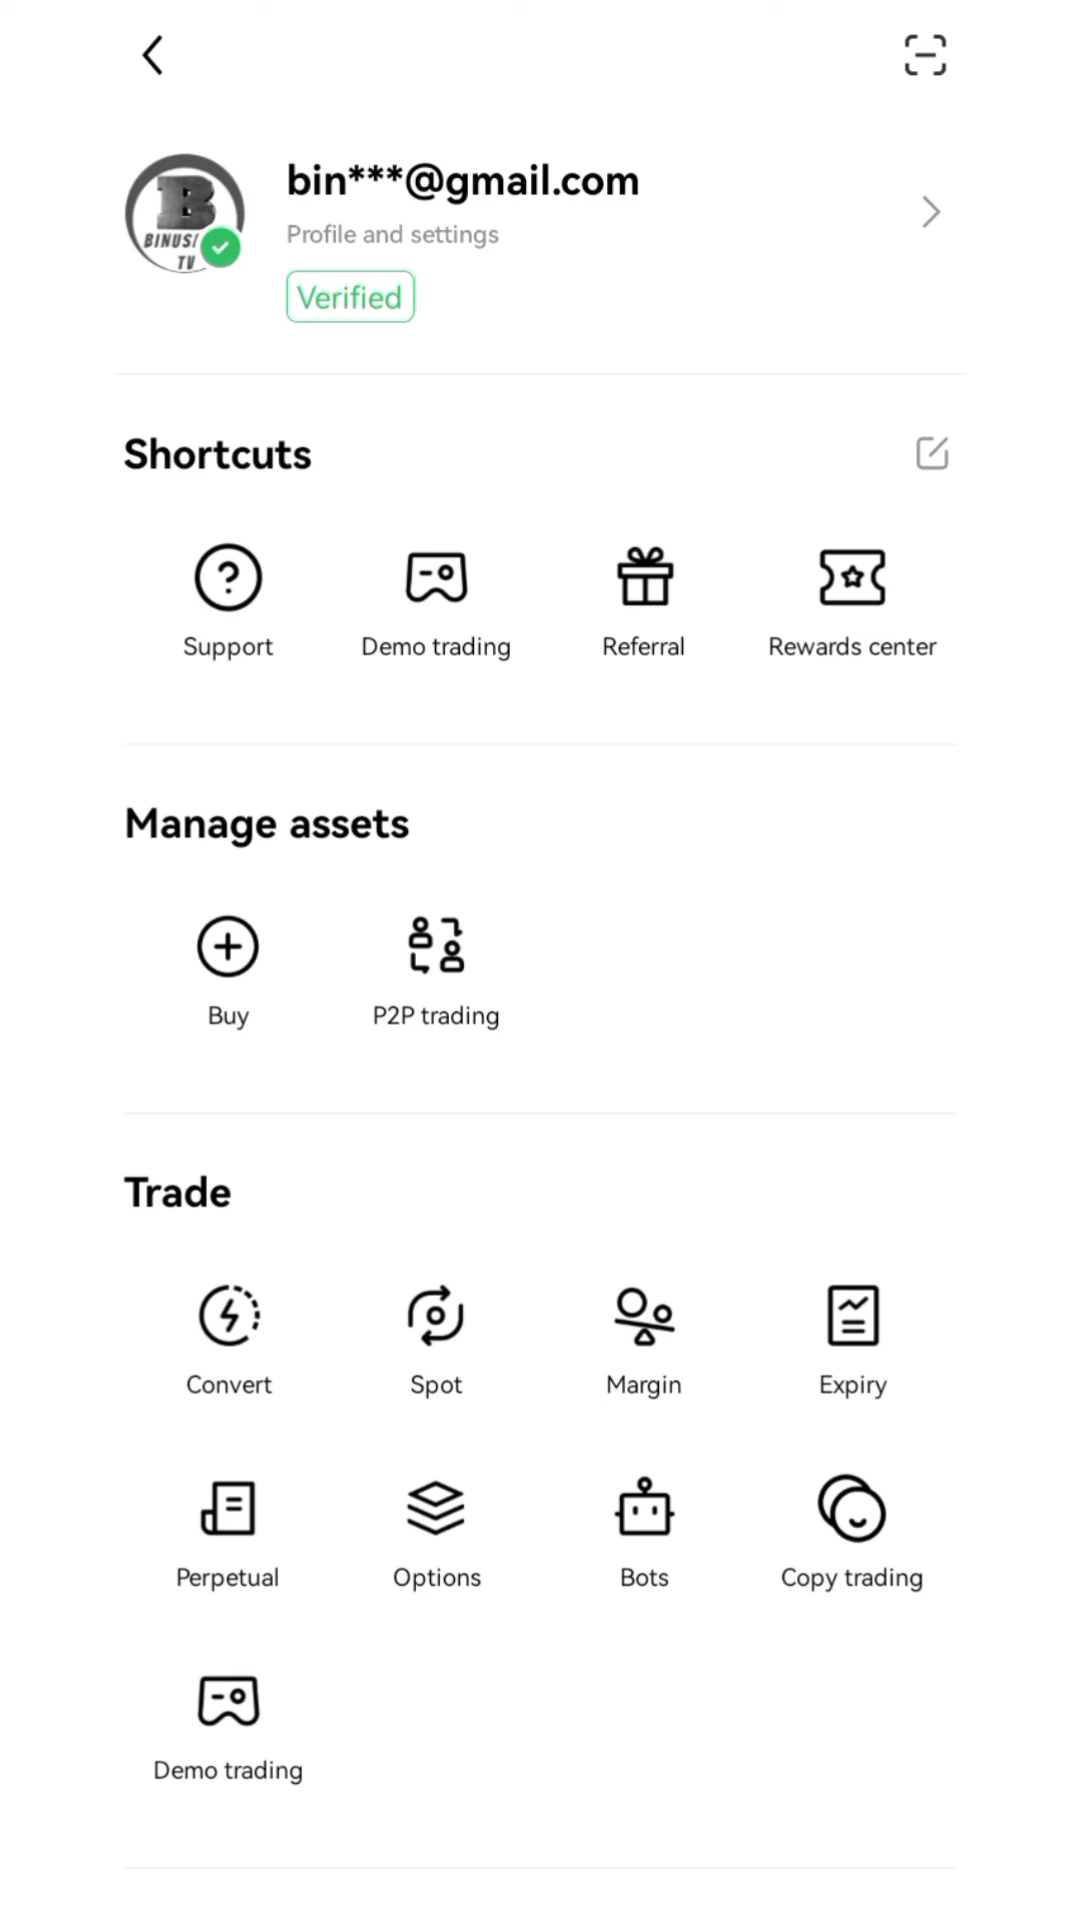 bin***@gmail.com
Profile and settings
Verified
B
TV
Shortcuts
Support
Demo trading
Referral
Rewards center
Manage assets
Buy
P2P trading
Trade
Convert
Spot
Margin
Expiry
Perpetual
Options
Bots
Copy trading
Demo trading